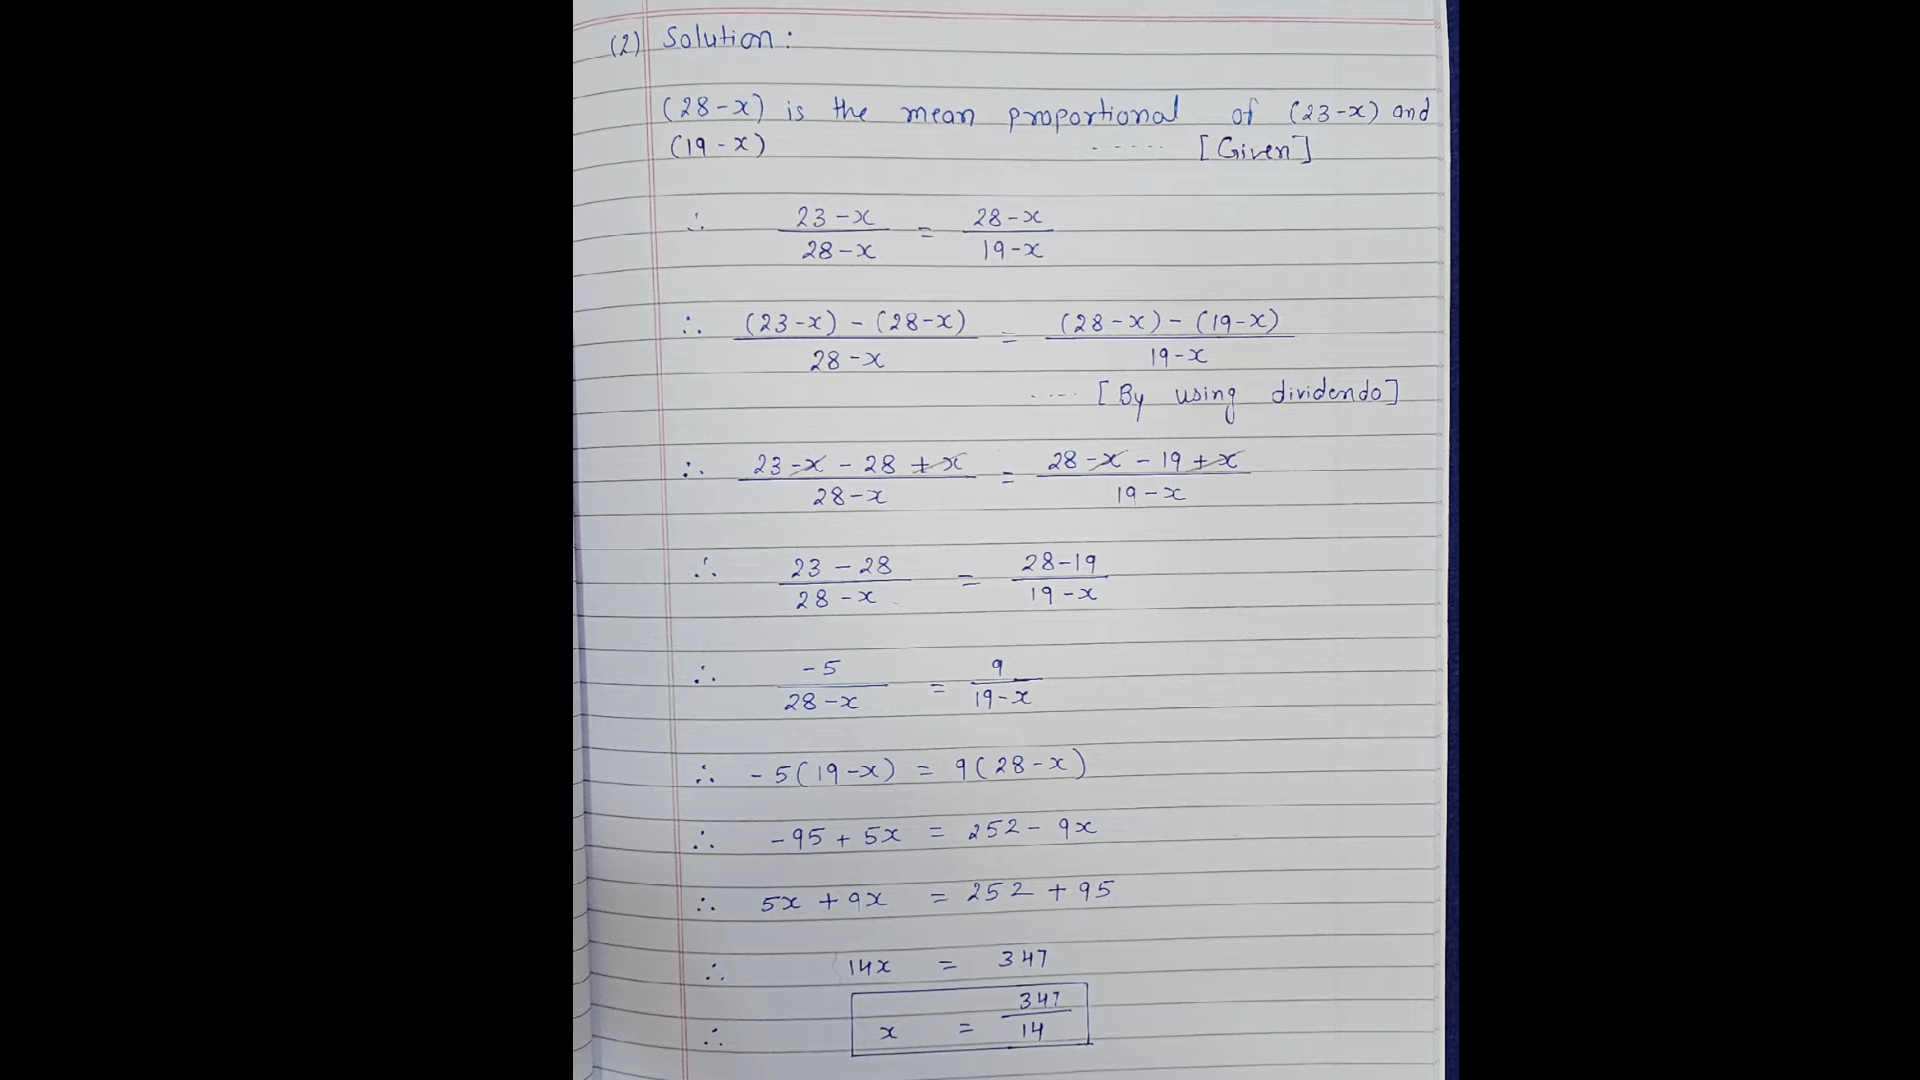 (2) Solution:
(28-x) is the mean proportional of (23-x) and
(19-x) ..... [Given]
∴ (23-x)/(28-x) = (28-x)/(19-x)
∴ ((23-x)-(28-x))/(28-x) = ((28-x)-(19-x))/(19-x)
.... [By using dividendo]
∴ (23-x-28+x)/(28-x) = (28-x-19+x)/(19-x)
∴ (23-28)/(28-x) = (28-19)/(19-x)
∴ -5/(28-x) = 9/(19-x)
∴ -5(19-x) = 9(28-x)
∴ -95+5x = 252-9x
∴ 5x+9x = 252+95
∴ 14x = 347
∴ x = 347/14